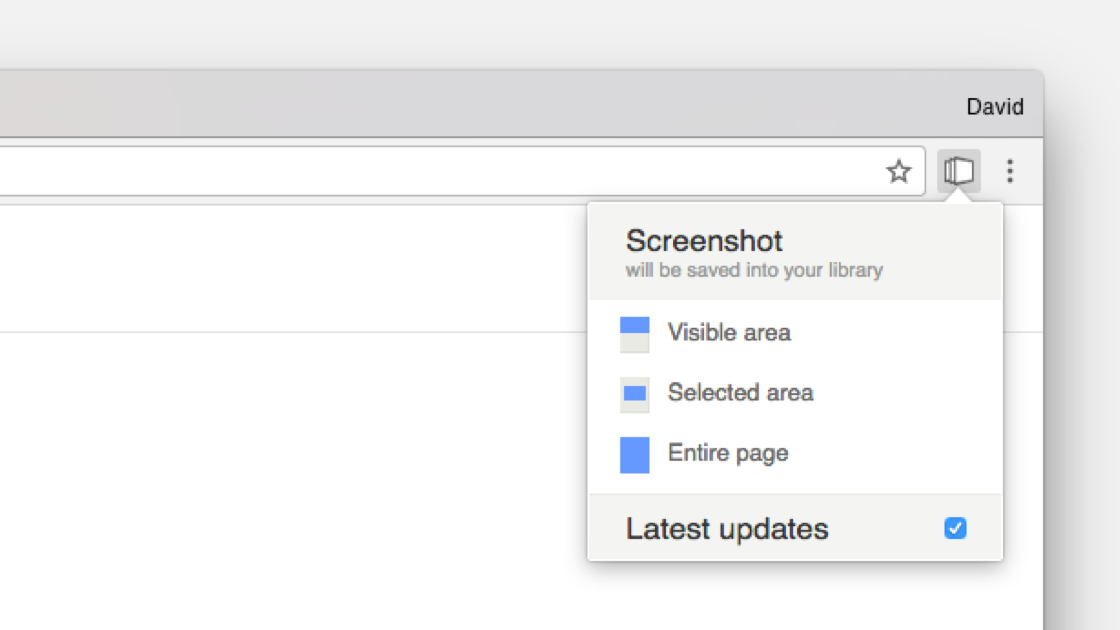 David
Screenshot
will be saved into your library
Visible area
Selected area
Entire page
Latest updates